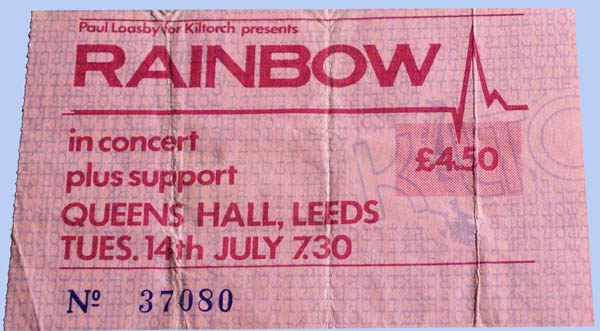 Paul Loasby for Kiltorch presents
RAINBOW
in concert
plus support
£4.50
QUEENS HALL, LEEDS
TUES. 14th JULY 7.30
Nº 37080